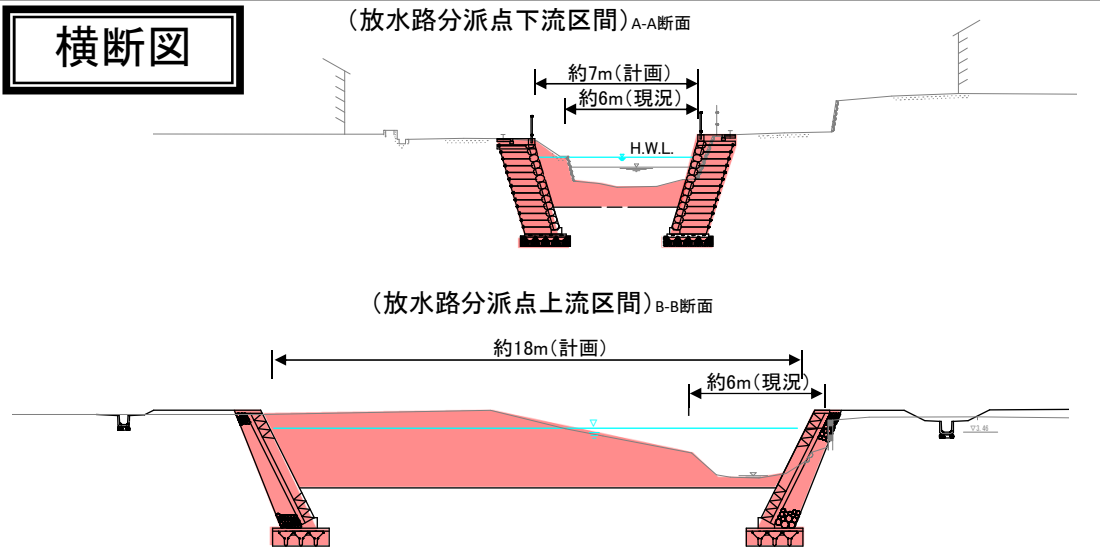 横断図
(放水路分派点下流区間)A-A断面
約7m(計画)
約6m(現況)
H.W.L.
(放水路分派点上流区間)B-B断面
約18m(計画)
約6m(現況)